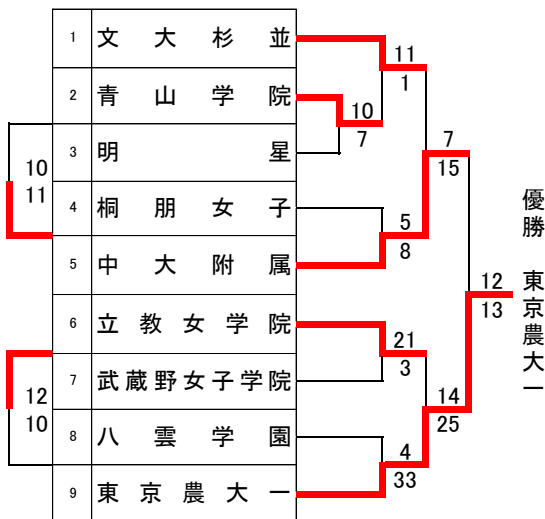 1 文大杉並
2 青山学院
3 明星
4 桐朋女子
5 中大附属
6 立教女学院
7 武蔵野女子学院
8 八雲学園
9 東京農大一
10
11
12
10
11
1
10
7
5
8
21
3
4
33
7
15
14
25
12
13
優勝 東京農大一